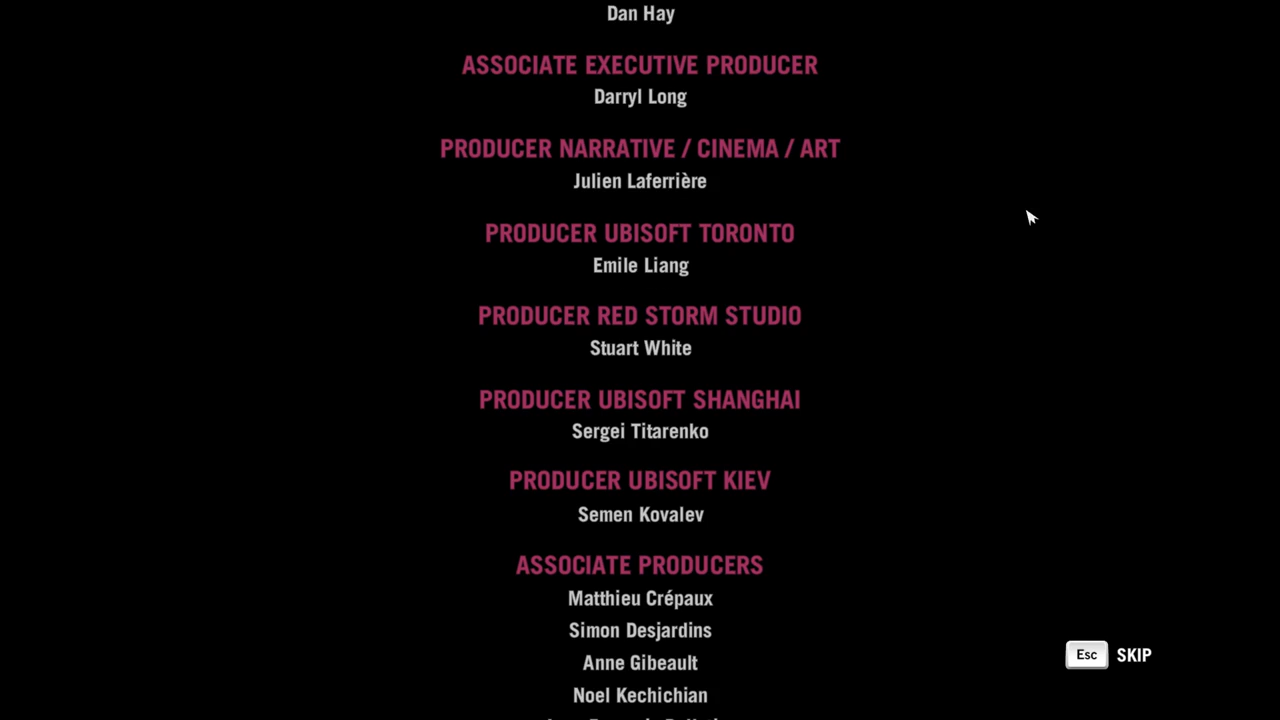 Dan Hay
ASSOCIATE EXECUTIVE PRODUCER
Darryl Long
PRODUCER NARRATIVE / CINEMA / ART
Julien Laferrière
PRODUCER UBISOFT TORONTO
Emile Liang
PRODUCER RED STORM STUDIO
Stuart White
PRODUCER UBISOFT SHANGHAI
Sergei Titarenko
PRODUCER UBISOFT KIEV
Semen Kovalev
ASSOCIATE PRODUCERS
Matthieu Crépaux
Simon Desjardins
Anne Gibeault
Esc SKIP
Noel Kechichian